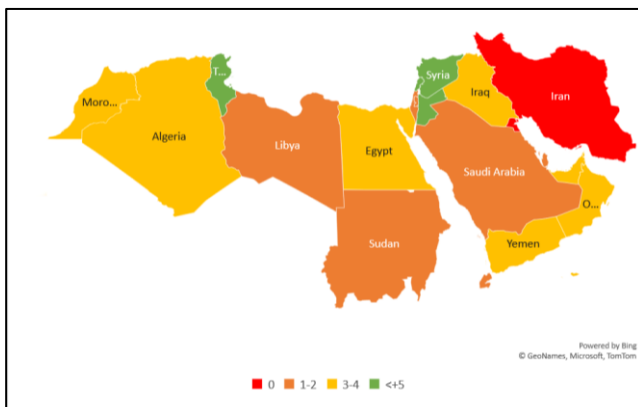 T...
Syria
Moro...
Iraq
Iran
Algeria
Libya
Egypt
Saudi Arabia
O...
Sudan
Yemen
Powered by Bing
© GeoNames, Microsoft, TomTom
0 1-2 3-4 <+5